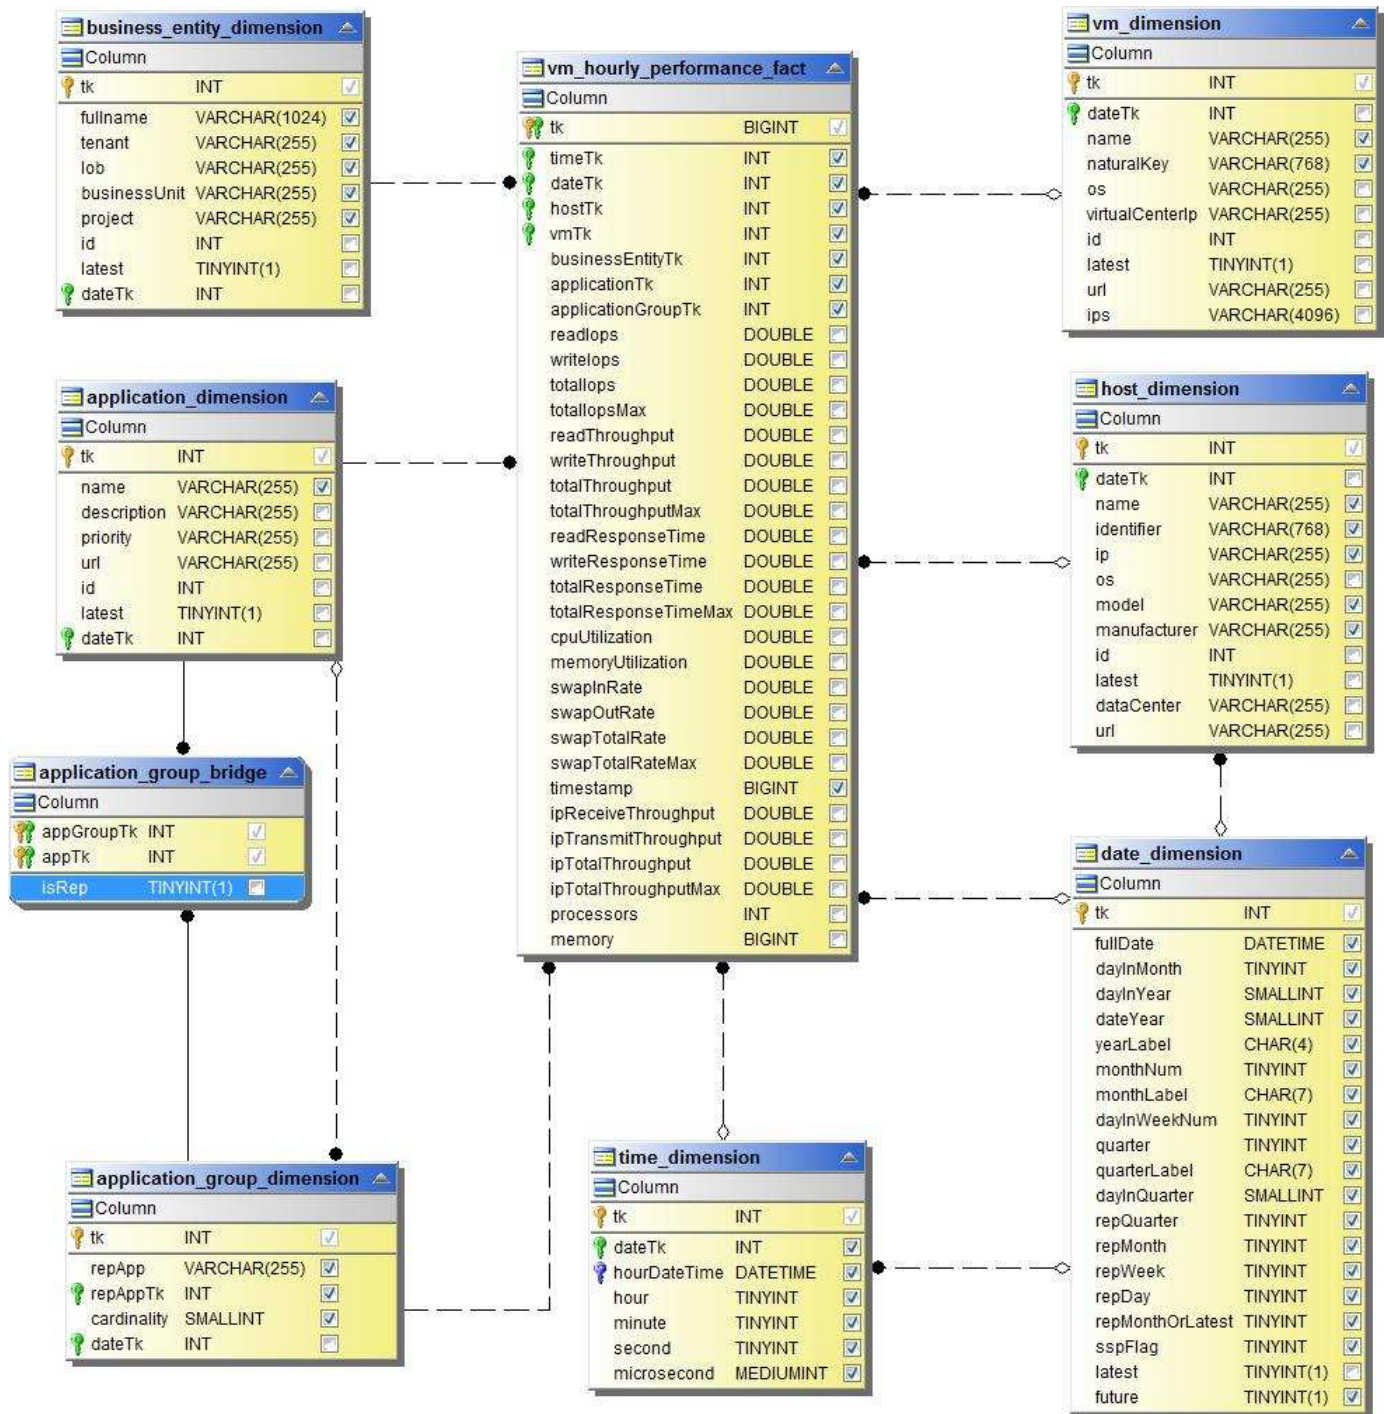 business_entity_dimension
Column
tk INT
fullname VARCHAR(1024)
tenant VARCHAR(255)
lob VARCHAR(255)
businessUnit VARCHAR(255)
project VARCHAR(255)
id INT
latest TINYINT(1)
dateTk INT
vm_hourly_performance_fact
Column
tk BIGINT
timeTk INT
dateTk INT
hostTk INT
vmTk INT
businessEntityTk INT
applicationTk INT
applicationGroupTk INT
readIops DOUBLE
writeIops DOUBLE
totalIops DOUBLE
totalIopsMax DOUBLE
readThroughput DOUBLE
writeThroughput DOUBLE
totalThroughput DOUBLE
totalThroughputMax DOUBLE
readResponseTime DOUBLE
writeResponseTime DOUBLE
totalResponseTime DOUBLE
totalResponseTimeMax DOUBLE
cpuUtilization DOUBLE
memoryUtilization DOUBLE
swapInRate DOUBLE
swapOutRate DOUBLE
swapTotalRate DOUBLE
swapTotalRateMax DOUBLE
timestamp BIGINT
ipReceiveThroughput DOUBLE
ipTransmitThroughput DOUBLE
ipTotalThroughput DOUBLE
ipTotalThroughputMax DOUBLE
processors INT
memory BIGINT
vm_dimension
Column
tk INT
dateTk INT
name VARCHAR(255)
naturalKey VARCHAR(768)
os VARCHAR(255)
virtualCenterIp VARCHAR(255)
id INT
latest TINYINT(1)
url VARCHAR(255)
ips VARCHAR(4096)
application_dimension
Column
tk INT
name VARCHAR(255)
description VARCHAR(255)
priority VARCHAR(255)
url VARCHAR(255)
id INT
latest TINYINT(1)
dateTk INT
host_dimension
Column
tk INT
dateTk INT
name VARCHAR(255)
identifier VARCHAR(768)
ip VARCHAR(255)
os VARCHAR(255)
model VARCHAR(255)
manufacturer VARCHAR(255)
id INT
latest TINYINT(1)
dataCenter VARCHAR(255)
url VARCHAR(255)
application_group_bridge
Column
appGroupTk INT
appTk INT
isRep TINYINT(1)
date_dimension
Column
tk INT
fullDate DATETIME
dayInMonth TINYINT
dayInYear SMALLINT
dateYear SMALLINT
yearLabel CHAR(4)
monthNum TINYINT
monthLabel CHAR(7)
dayInWeekNum TINYINT
quarter TINYINT
quarterLabel CHAR(7)
dayInQuarter SMALLINT
repQuarter TINYINT
repMonth TINYINT
repWeek TINYINT
repDay TINYINT
repMonthOrLatest TINYINT
sspFlag TINYINT
latest TINYINT(1)
future TINYINT(1)
application_group_dimension
Column
tk INT
repApp VARCHAR(255)
repAppTk INT
cardinality SMALLINT
dateTk INT
time_dimension
Column
tk INT
dateTk INT
hourDateTime DATETIME
hour TINYINT
minute TINYINT
second TINYINT
microsecond MEDIUMINT